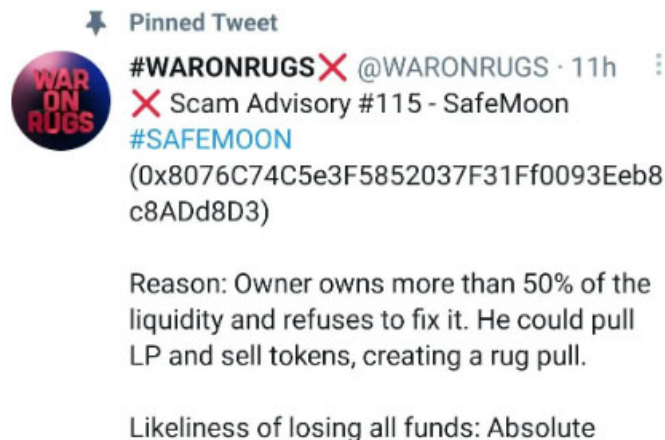 Pinned Tweet
WAR
ON
RUGS
#WARONRUGS❌ @WARONRUGS · 11h
❌ Scam Advisory #115 - SafeMoon
#SAFEMOON
(0x8076C74C5e3F5852037F31Ff0093Eeb8
c8ADd8D3)
Reason: Owner owns more than 50% of the
liquidity and refuses to fix it. He could pull
LP and sell tokens, creating a rug pull.
Likeliness of losing all funds: Absolute